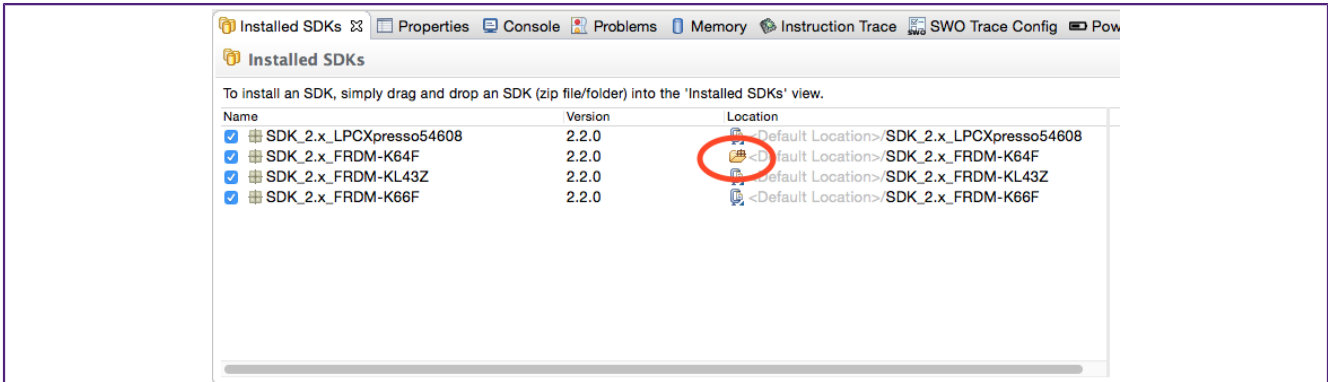 Installed SDKs Properties Console Problems Memory Instruction Trace SWO Trace Config Pow
Installed SDKs
To install an SDK, simply drag and drop an SDK (zip file/folder) into the 'Installed SDKs' view.
Name Version Location
SDK_2.x_LPCXpresso54608 2.2.0 <Default Location>/SDK_2.x_LPCXpresso54608
SDK_2.x_FRDM-K64F 2.2.0 <Default Location>/SDK_2.x_FRDM-K64F
SDK_2.x_FRDM-KL43Z 2.2.0 <Default Location>/SDK_2.x_FRDM-KL43Z
SDK_2.x_FRDM-K66F 2.2.0 <Default Location>/SDK_2.x_FRDM-K66F